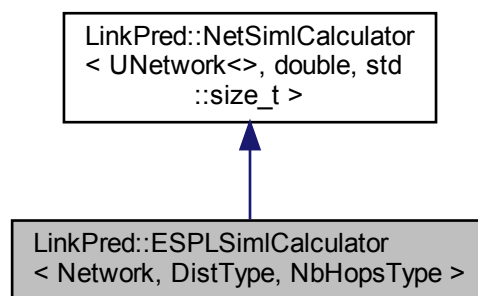 LinkPred::NetSimlCalculator
< UNetwork<>, double, std
::size_t >
LinkPred::ESPLSimlCalculator
< Network, DistType, NbHopsType >